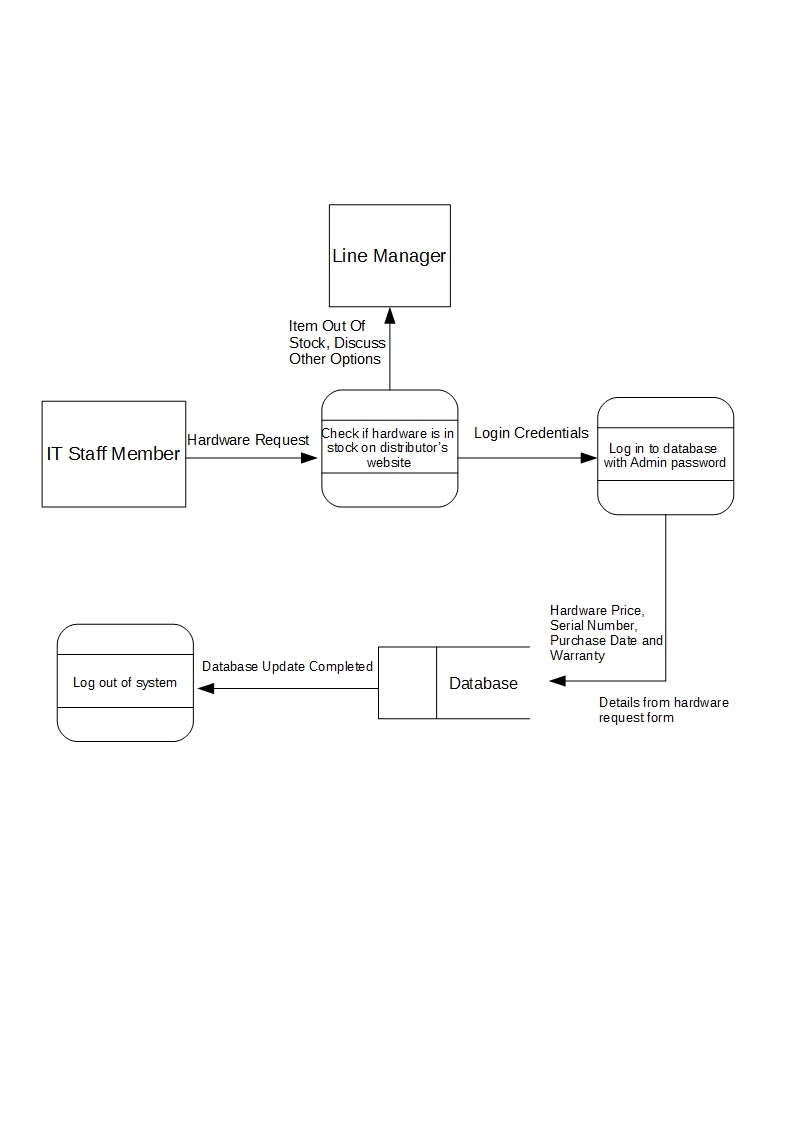 Line Manager
Item Out Of
Stock, Discuss
Other Options
IT Staff Member
Hardware Request
Check if hardware is in
stock on distributor’s
website
Login Credentials
Log in to database
with Admin password
Hardware Price,
Serial Number,
Purchase Date and
Warranty
Details from hardware
request form
Database
Database Update Completed
Log out of system